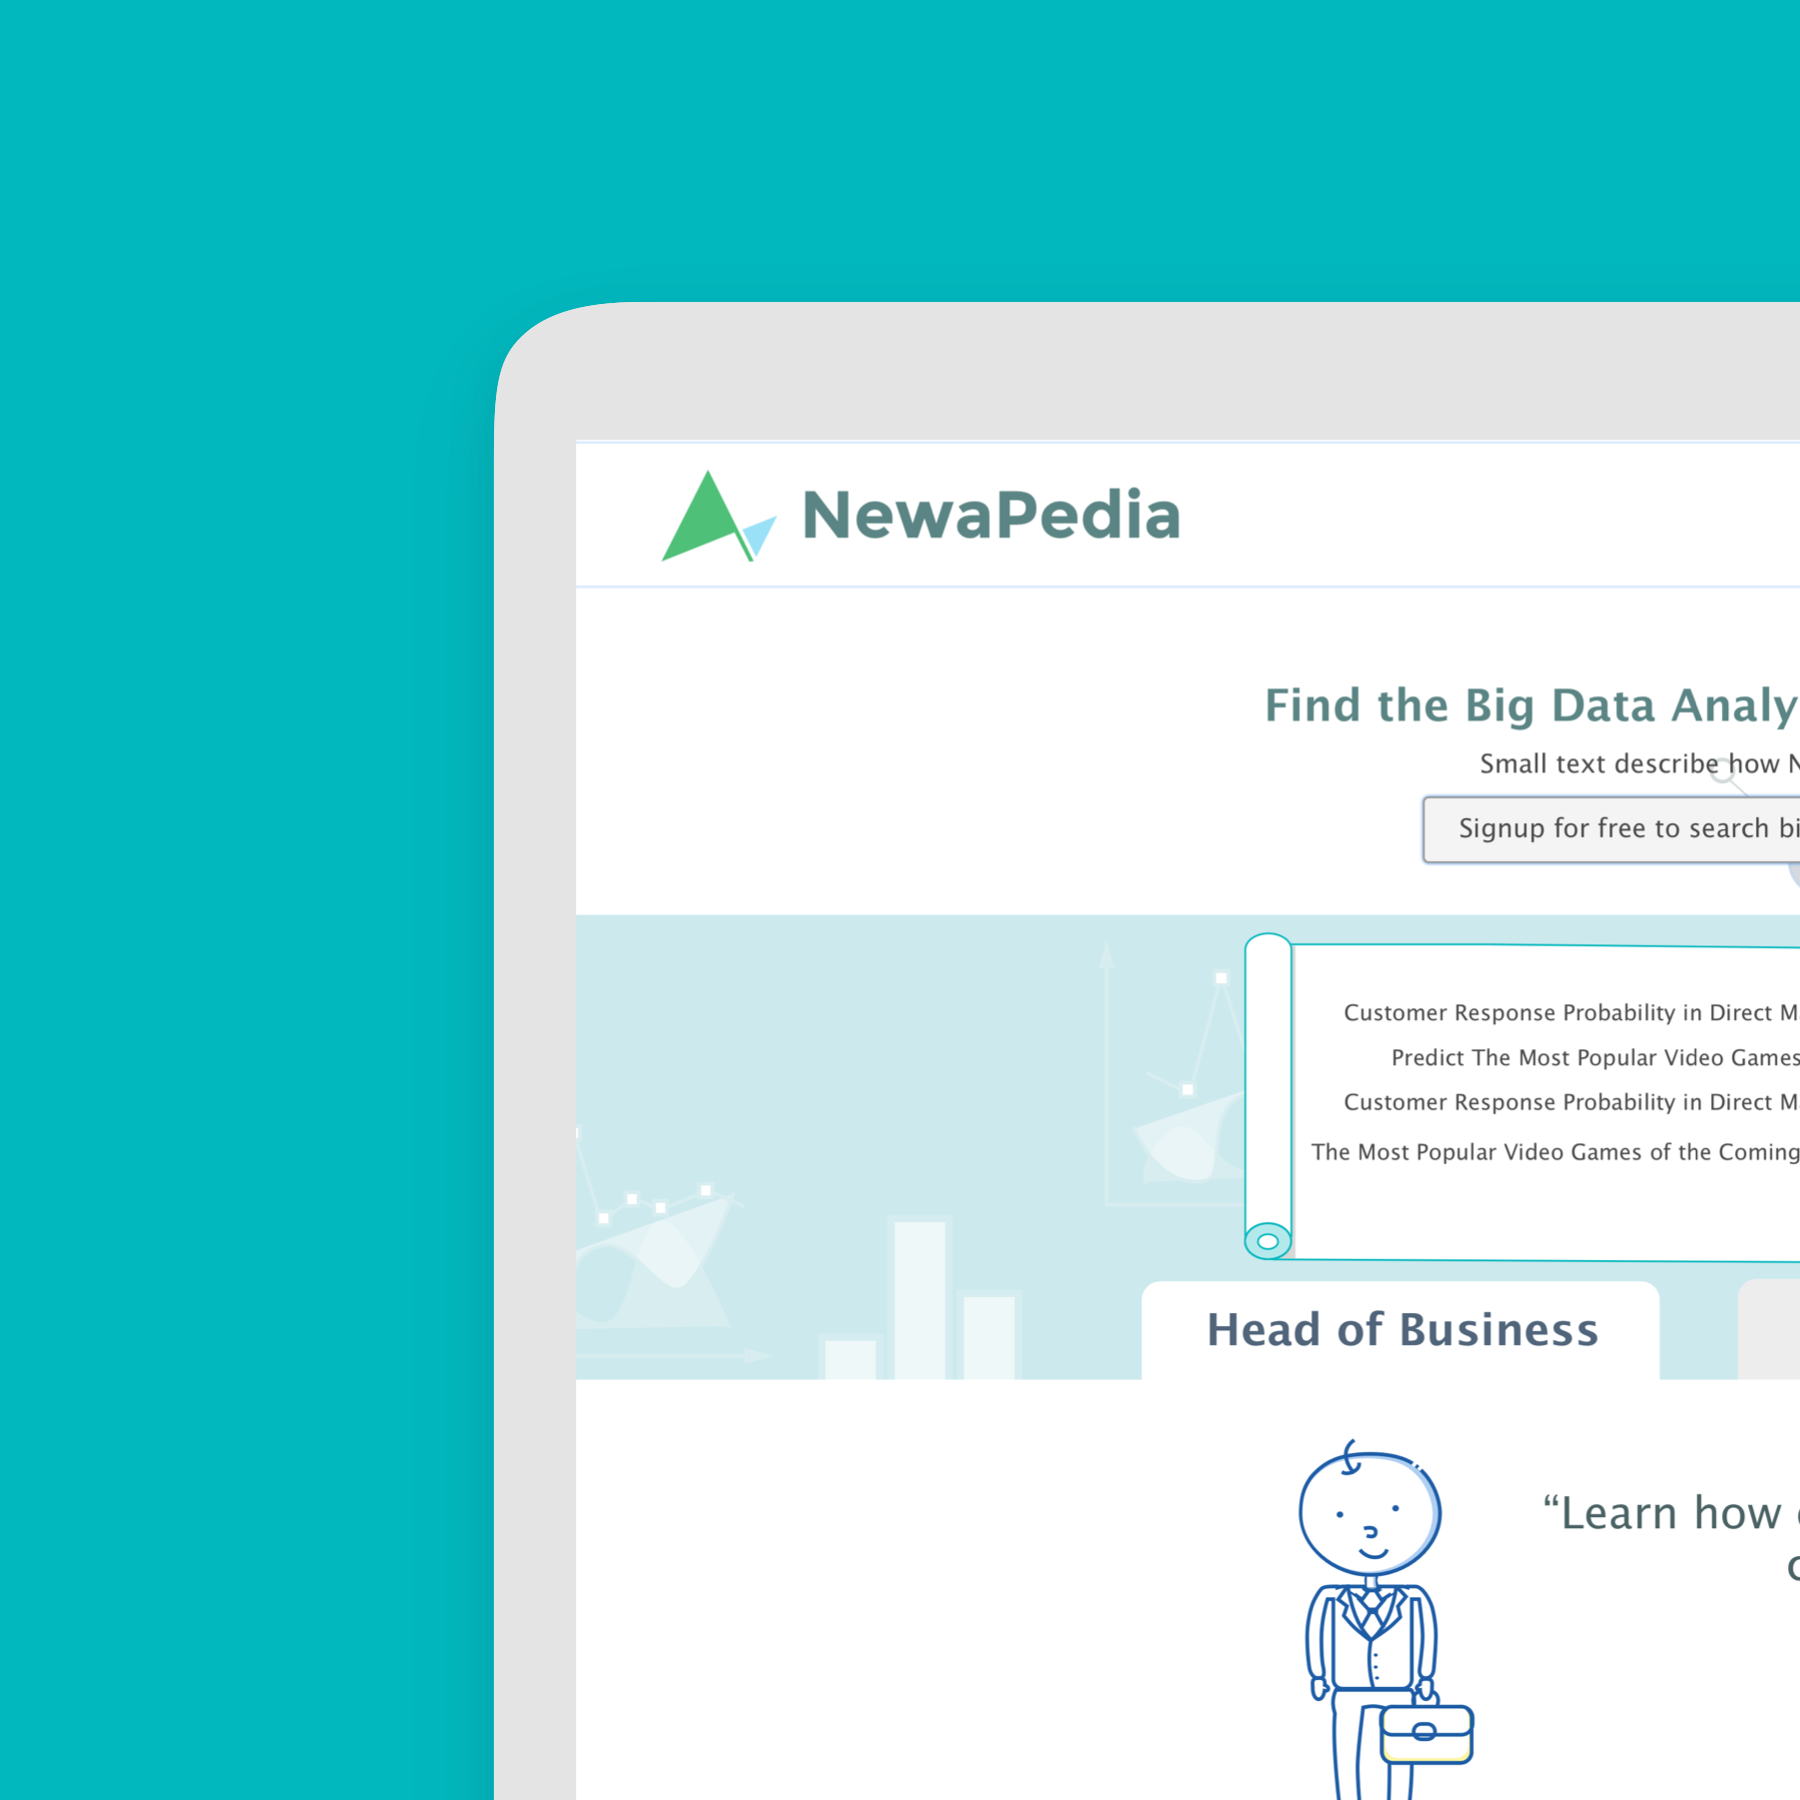 NewaPedia
Find the Big Data Analy
Small text describe how N
Signup for free to search bi
Customer Response Probability in Direct Ma
Predict The Most Popular Video Games
Customer Response Probability in Direct Ma
The Most Popular Video Games of the Coming
Head of Business
“Learn how